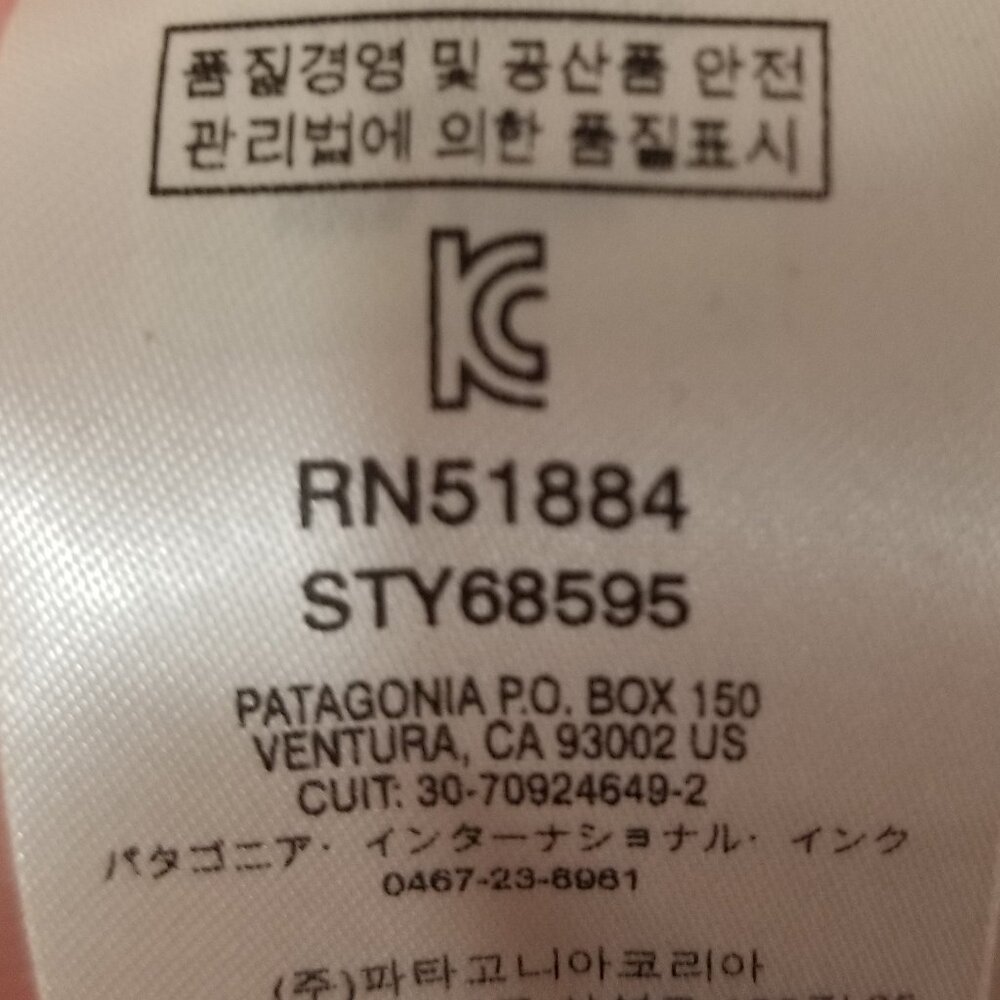 품질경영 및 공산품 안전
관리법에 의한 품질표시
KC
RN51884
STY68595
PATAGONIA P.O. BOX 150
VENTURA, CA 93002 US
CUIT: 30-70924649-2
パタゴニア・インターナショナル・インク
0467-23-8961
(주)파타고니아코리아